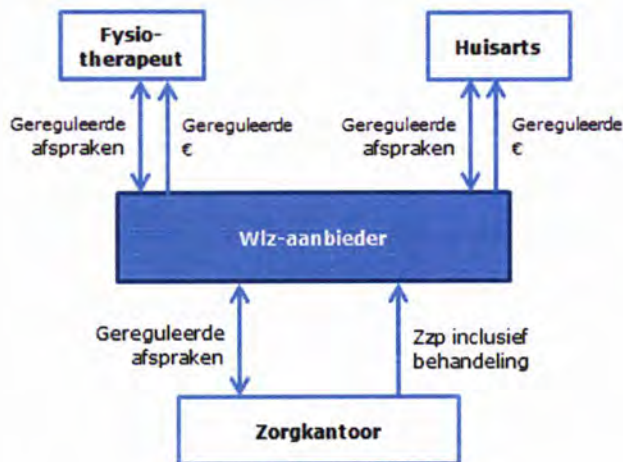 Fysio-
therapeut
Huisarts
Gereguleerde
afspraken
Gereguleerde
€
Gereguleerde
afspraken
Gereguleerde
€
Wlz-aanbieder
Gereguleerde
afspraken
Zzp inclusief
behandeling
Zorgkantoor